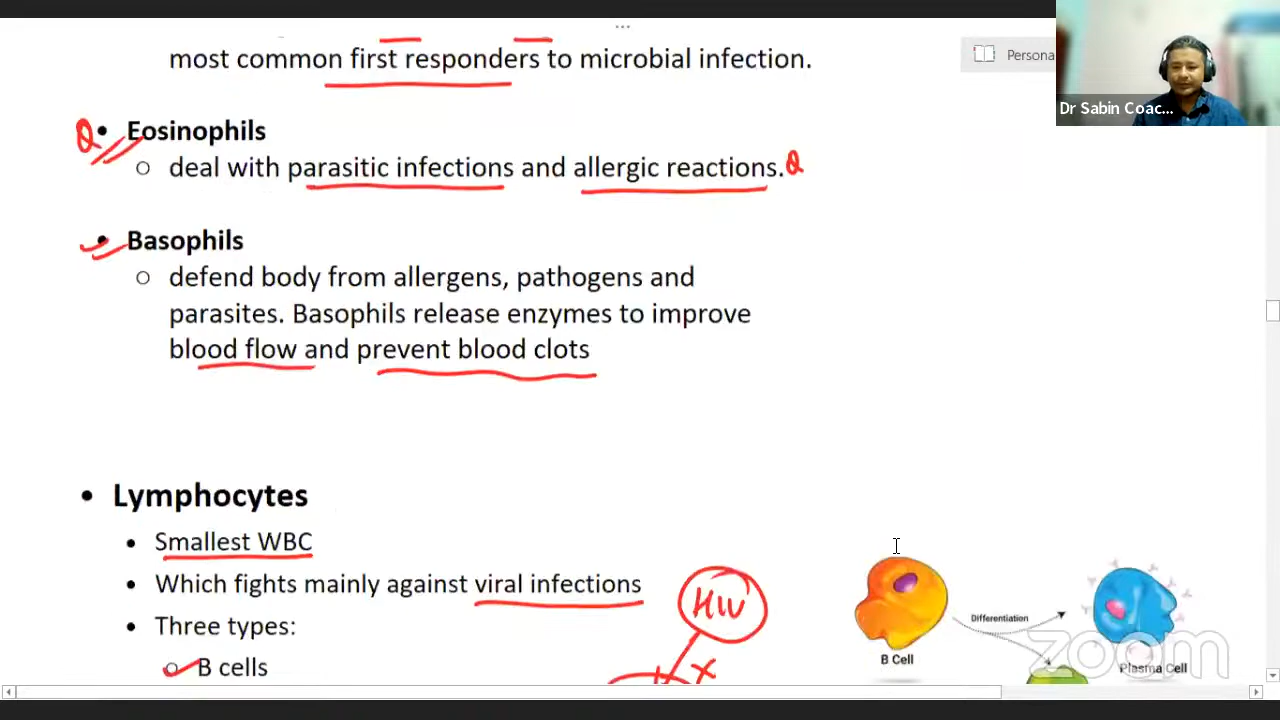 most common first responders to microbial infection.
Persona
Dr Sabin Coac...
Q • Eosinophils
○ deal with parasitic infections and allergic reactions. Q
• Basophils
○ defend body from allergens, pathogens and
parasites. Basophils release enzymes to improve
blood flow and prevent blood clots
• Lymphocytes
• Smallest WBC
• Which fights mainly against viral infections
HIV
• Three types:
○ B cells
x
Differentiation
B Cell
Plasma Cell
zoom